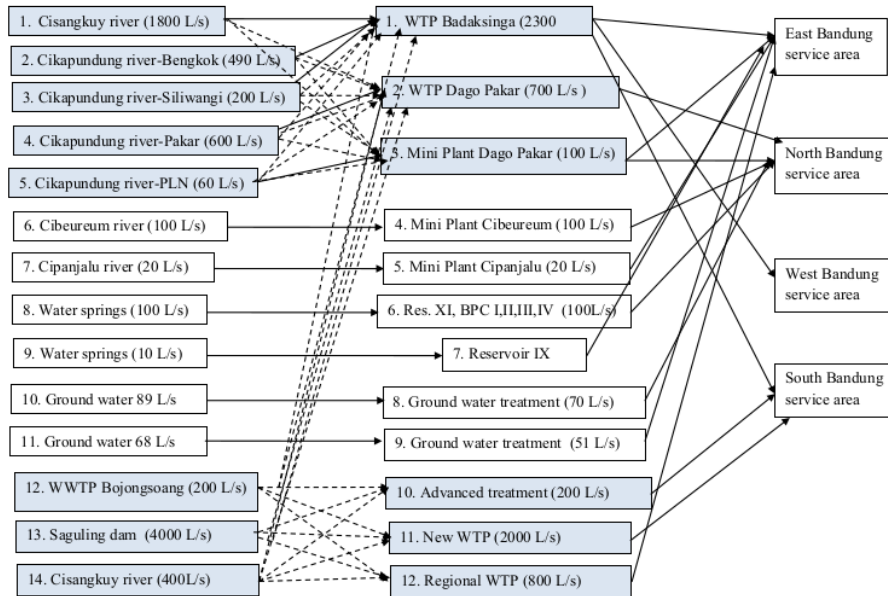 1. Cisangkuy river (1800 L/s)
2. Cikapundung river-Bengkok (490 L/s)
3. Cikapundung river-Siliwangi (200 L/s)
4. Cikapundung river-Pakar (600 L/s)
5. Cikapundung river-PLN (60 L/s)
6. Cibeureum river (100 L/s)
7. Cipanjalu river (20 L/s)
8. Water springs (100 L/s)
9. Water springs (10 L/s)
10. Ground water 89 L/s
11. Ground water 68 L/s
12. WWTP Bojongsoang (200 L/s)
13. Saguling dam (4000 L/s)
14. Cisangkuy river (400L/s)
1. WTP Badaksinga (2300
2. WTP Dago Pakar (700 L/s )
3. Mini Plant Dago Pakar (100 L/s)
4. Mini Plant Cibeureum (100 L/s)
5. Mini Plant Cipanjalu (20 L/s)
6. Res. XI, BPC I,II,III,IV (100L/s)
7. Reservoir IX
8. Ground water treatment (70 L/s)
9. Ground water treatment (51 L/s)
10. Advanced treatment (200 L/s)
11. New WTP (2000 L/s)
12. Regional WTP (800 L/s)
East Bandung
service area
North Bandung
service area
West Bandung
service area
South Bandung
service area